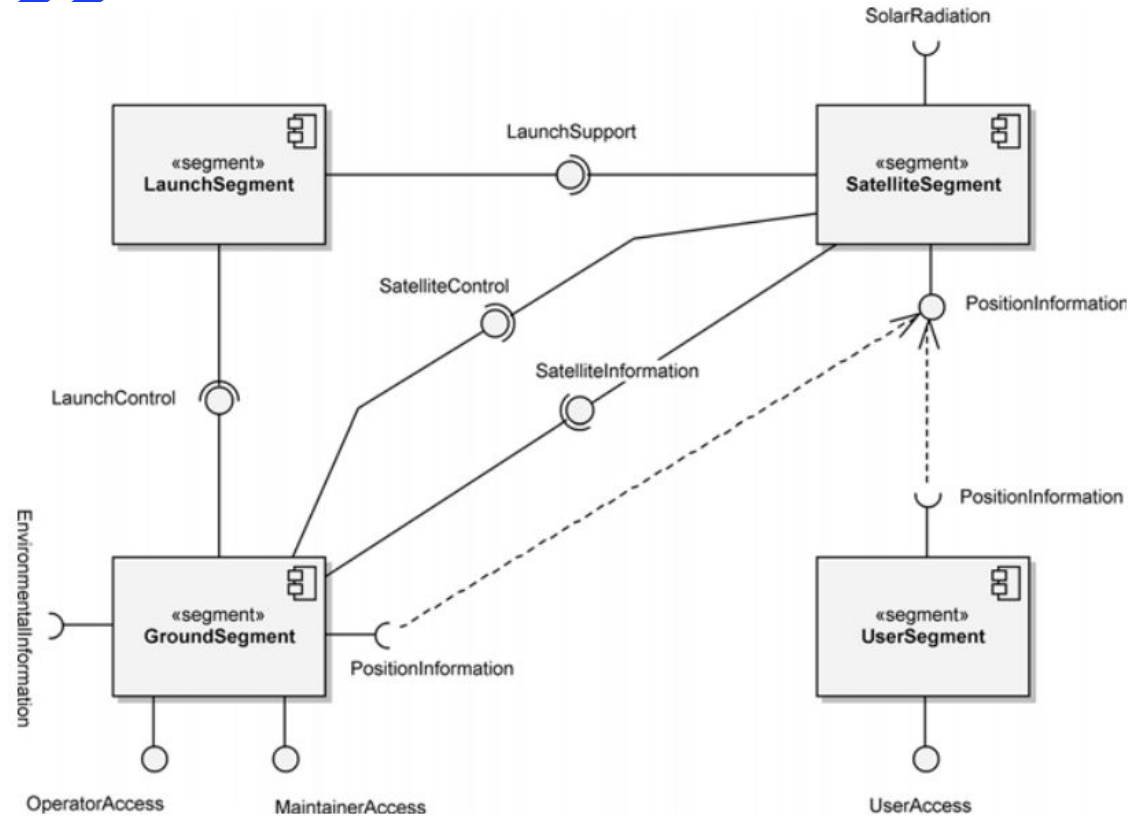 SolarRadiation
LaunchSupport
«segment»
LaunchSegment
«segment»
SatelliteSegment
SatelliteControl
PositionInformation
SatelliteInformation
LaunchControl
PositionInformation
EnvironmentalInformation
«segment»
GroundSegment
«segment»
UserSegment
PositionInformation
OperatorAccess
MaintainerAccess
UserAccess